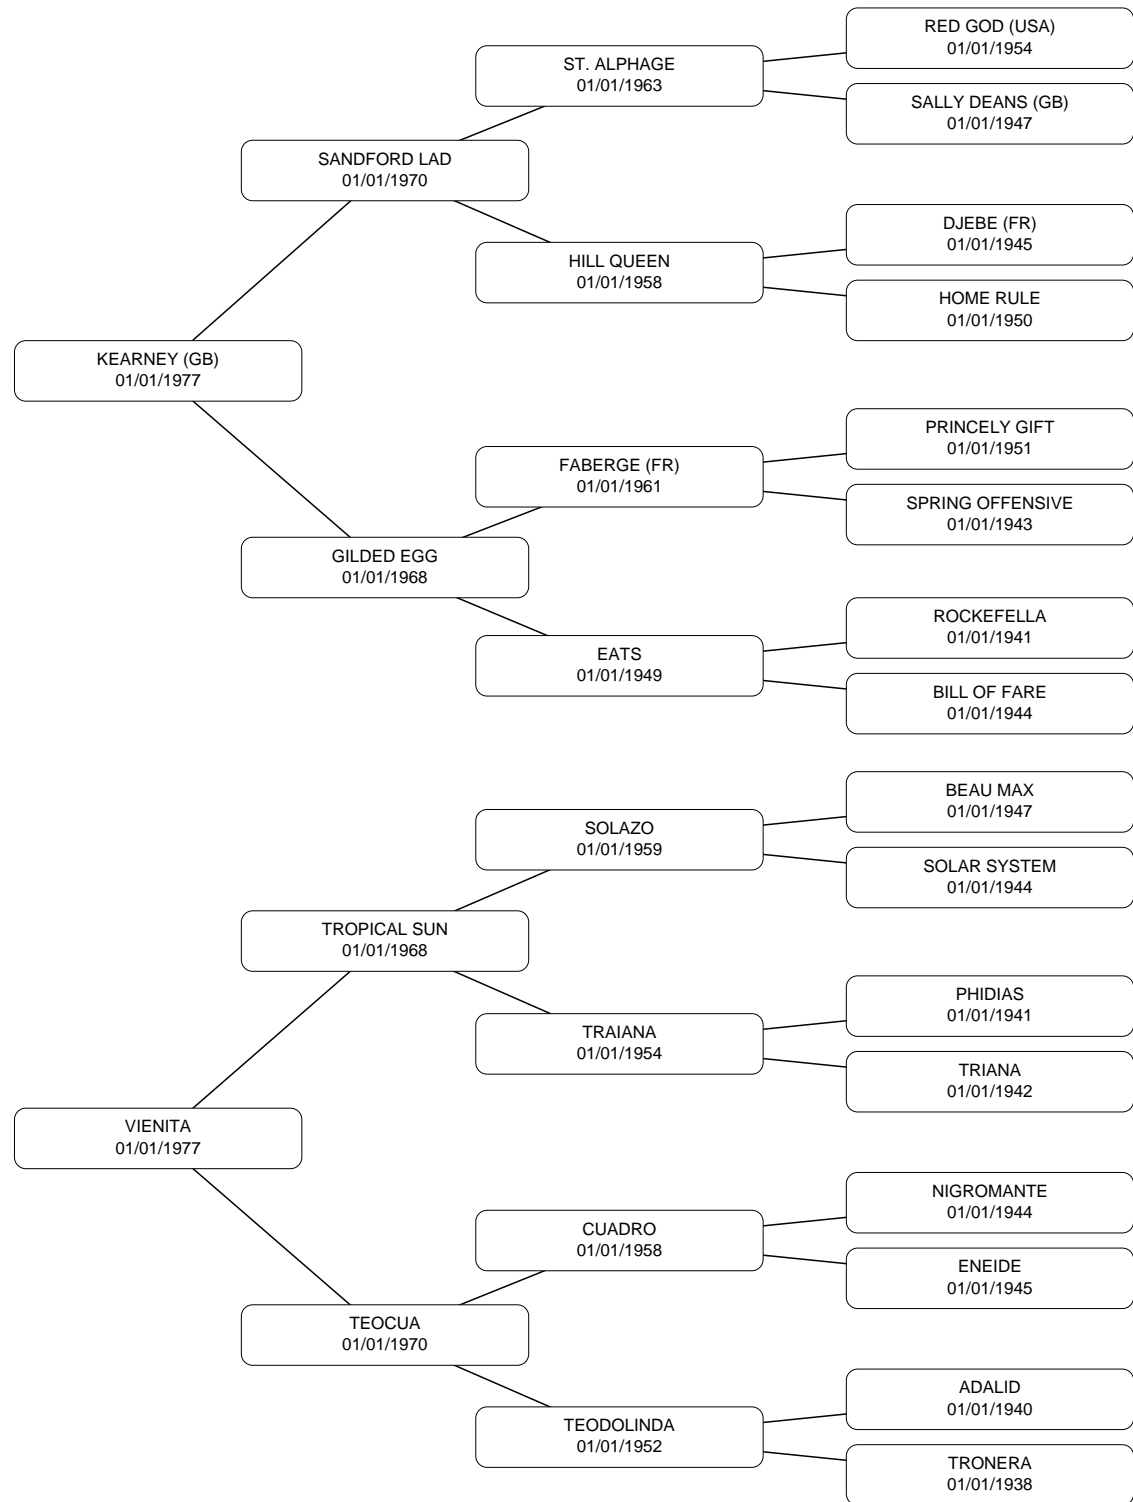 RED GOD (USA)
01/01/1954
ST. ALPHAGE
01/01/1963
SALLY DEANS (GB)
01/01/1947
SANDFORD LAD
01/01/1970
DJEBE (FR)
01/01/1945
HILL QUEEN
01/01/1958
HOME RULE
01/01/1950
KEARNEY (GB)
01/01/1977
PRINCELY GIFT
01/01/1951
FABERGE (FR)
01/01/1961
SPRING OFFENSIVE
01/01/1943
GILDED EGG
01/01/1968
ROCKEFELLA
01/01/1941
EATS
01/01/1949
BILL OF FARE
01/01/1944
BEAU MAX
01/01/1947
SOLAZO
01/01/1959
SOLAR SYSTEM
01/01/1944
TROPICAL SUN
01/01/1968
PHIDIAS
01/01/1941
TRAIANA
01/01/1954
TRIANA
01/01/1942
VIENITA
01/01/1977
NIGROMANTE
01/01/1944
CUADRO
01/01/1958
ENEIDE
01/01/1945
TEOCUA
01/01/1970
ADALID
01/01/1940
TEODOLINDA
01/01/1952
TRONERA
01/01/1938